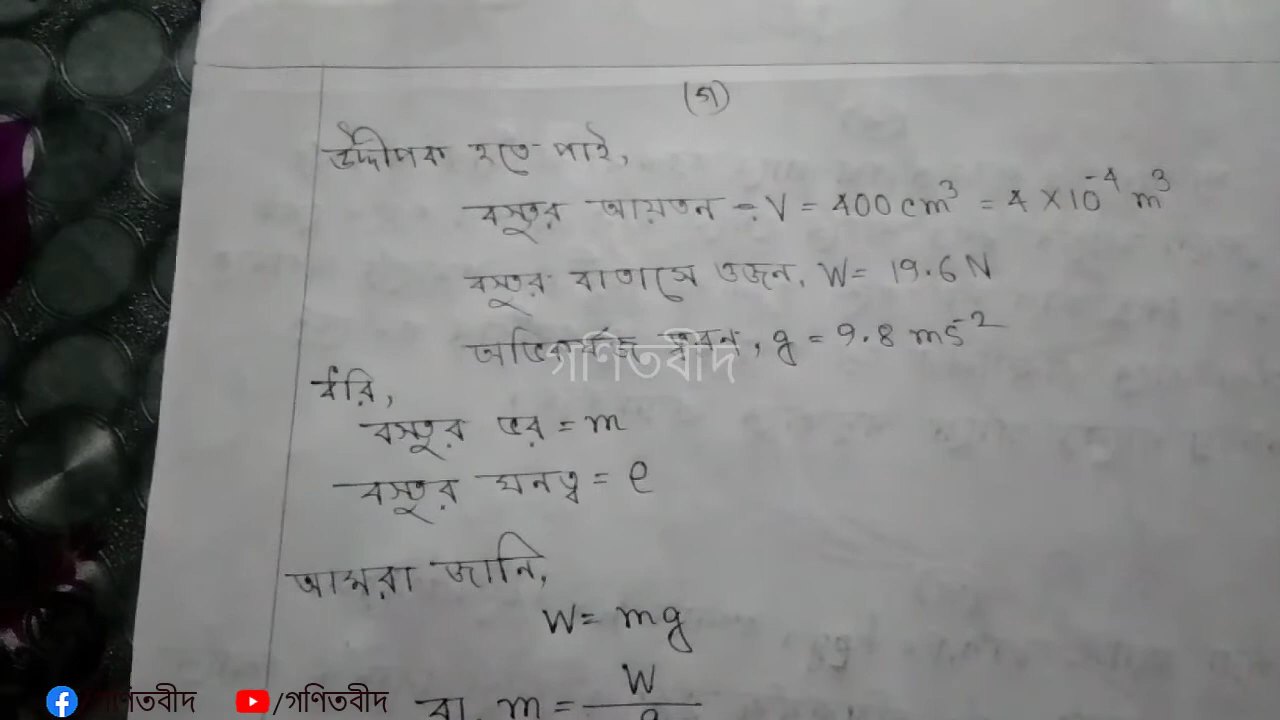 (গ)
উদ্দীপক হতে পাই,
বস্তুর আয়তন = V = 400 cm³ = 4 × 10⁻⁴ m³
বস্তুর বাতাসে ওজন, W = 19.6 N
অভিকর্ষজ ত্বরণ, g = 9.8 ms⁻²
গণিতবীদ
ধরি,
বস্তুর ভর = m
বস্তুর ঘনত্ব = ρ
আমরা জানি,
W = mg
বা, m = W
/গণিতবীদ /গণিতবীদ